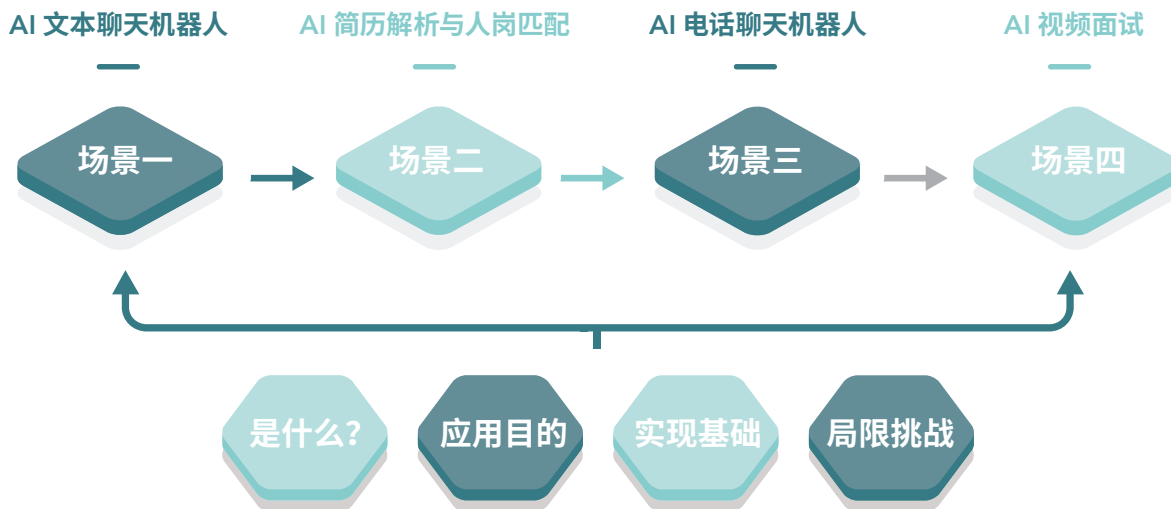 AI 文本聊天机器人
AI 简历解析与人岗匹配
AI 电话聊天机器人
AI 视频面试
场景一
场景二
场景三
场景四
是什么？
应用目的
实现基础
局限挑战